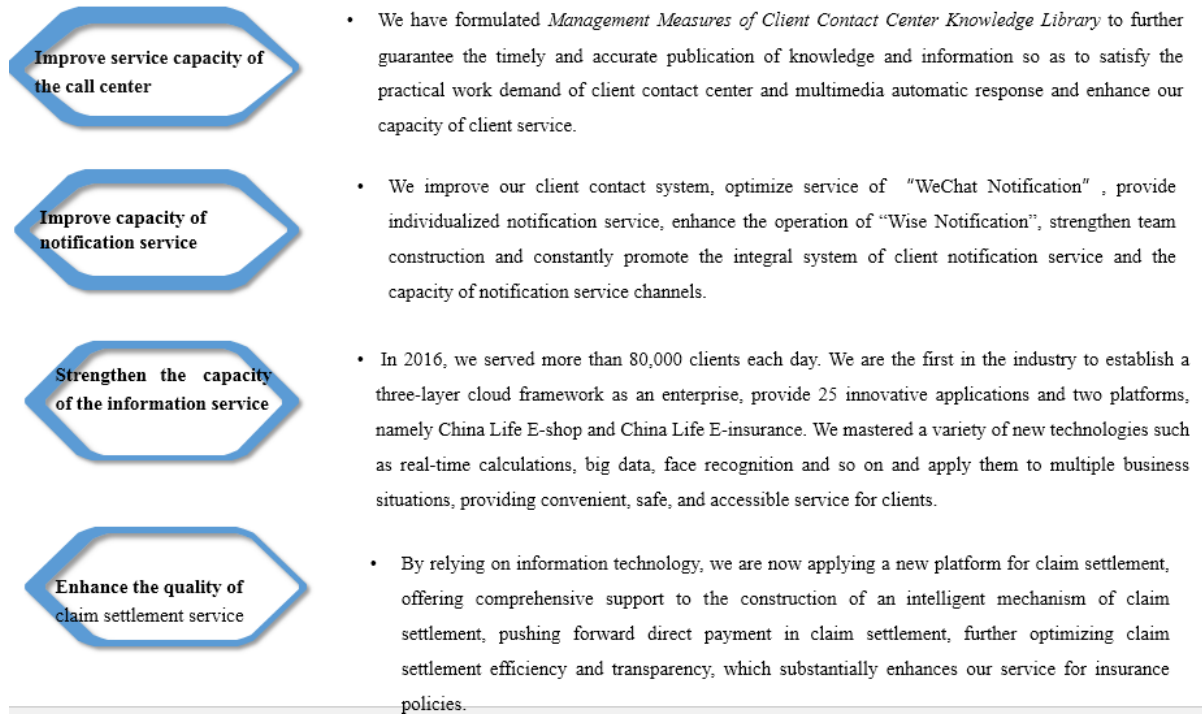 Improve service capacity of
the call center
• We have formulated Management Measures of Client Contact Center Knowledge Library to further
guarantee the timely and accurate publication of knowledge and information so as to satisfy the
practical work demand of client contact center and multimedia automatic response and enhance our
capacity of client service.
Improve capacity of
notification service
• We improve our client contact system, optimize service of "WeChat Notification" , provide
individualized notification service, enhance the operation of “Wise Notification”, strengthen team
construction and constantly promote the integral system of client notification service and the
capacity of notification service channels.
Strengthen the capacity
of the information service
• In 2016, we served more than 80,000 clients each day. We are the first in the industry to establish a
three-layer cloud framework as an enterprise, provide 25 innovative applications and two platforms,
namely China Life E-shop and China Life E-insurance. We mastered a variety of new technologies such
as real-time calculations, big data, face recognition and so on and apply them to multiple business
situations, providing convenient, safe, and accessible service for clients.
Enhance the quality of
claim settlement service
• By relying on information technology, we are now applying a new platform for claim settlement,
offering comprehensive support to the construction of an intelligent mechanism of claim
settlement, pushing forward direct payment in claim settlement, further optimizing claim
settlement efficiency and transparency, which substantially enhances our service for insurance
policies.